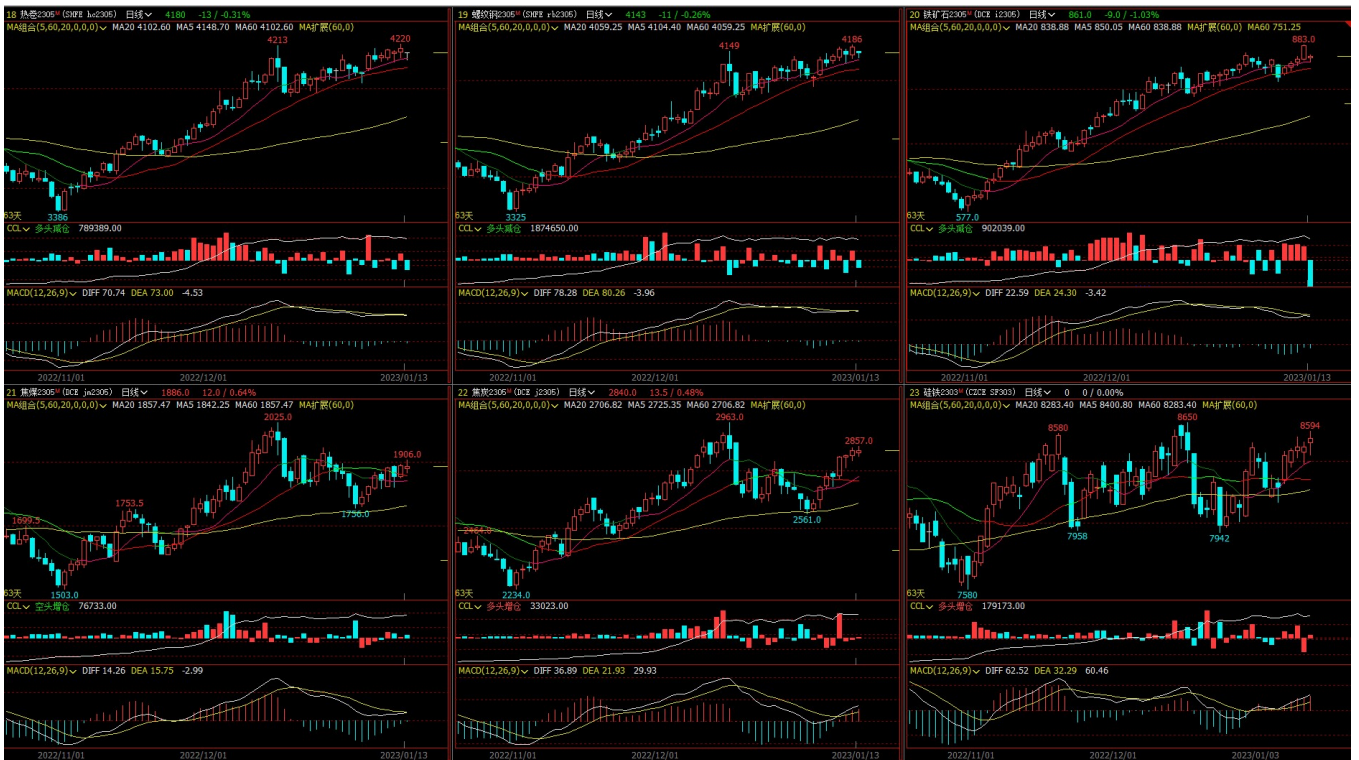 18 热卷2305M(SHFE hc2305) 日线 4180 -13 / -0.31%
MA组合(5,60,20,0,0,0) MA20 4102.60 MA5 4148.70 MA60 4102.60 MA扩展(60,0)
4213
4220
3386
63天
CCL 多头减仓 789389.00
MACD(12,26,9) DIFF 70.74 DEA 73.00 -4.53
2022/11/01 2022/12/01 2023/01/13
19 螺纹钢2305M(SHFE rb2305) 日线 4143 -11 / -0.26%
MA组合(5,60,20,0,0,0) MA20 4059.25 MA5 4104.40 MA60 4059.25 MA扩展(60,0)
4149
4186
3325
63天
CCL 多头减仓 1874650.00
MACD(12,26,9) DIFF 78.28 DEA 80.26 -3.96
2022/11/01 2022/12/01 2023/01/13
20 铁矿石2305M(DCE i2305) 日线 861.0 -9.0 / -1.03%
MA组合(5,60,20,0,0,0) MA20 838.88 MA5 850.05 MA60 838.88 MA扩展(60,0) MA60 751.25
883.0
577.0
63天
CCL 多头减仓 902039.00
MACD(12,26,9) DIFF 22.59 DEA 24.30 -3.42
2022/11/01 2022/12/01 2023/01/13
21 焦煤2305M(DCE jm2305) 日线 1886.0 12.0 / 0.64%
MA组合(5,60,20,0,0,0) MA20 1857.47 MA5 1842.25 MA60 1857.47 MA扩展(60,0)
2025.0
1906.0
1753.5
1699.5
1756.0
1503.0
63天
CCL 空头增仓 76733.00
MACD(12,26,9) DIFF 14.26 DEA 15.75 -2.99
2022/11/01 2022/12/01 2023/01/13
22 焦炭2305M(DCE j2305) 日线 2840.0 13.5 / 0.48%
MA组合(5,60,20,0,0,0) MA20 2706.82 MA5 2725.35 MA60 2706.82 MA扩展(60,0)
2963.0
2857.0
2561.0
2234.0
63天
CCL 多头增仓 33023.00
MACD(12,26,9) DIFF 36.89 DEA 21.93 29.93
2022/11/01 2022/12/01 2023/01/13
23 硅铁2303M(CZCE SF303) 日线 0 0 / 0.00%
MA组合(5,60,20,0,0,0) MA20 8283.40 MA5 8400.80 MA60 8283.40 MA扩展(60,0)
8650
8580
8594
7958
7942
7580
63天
CCL 多头增仓 179173.00
MACD(12,26,9) DIFF 62.52 DEA 32.29 60.46
2022/11/01 2022/12/01 2023/01/03